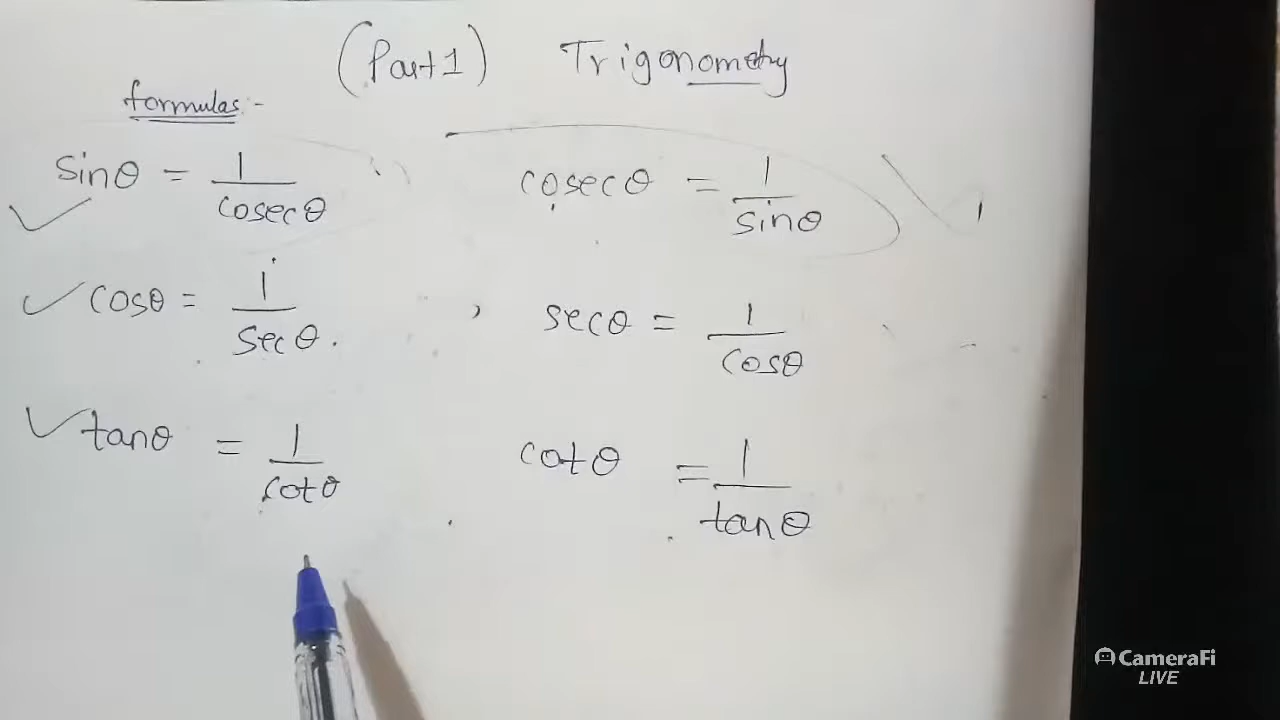 (Part 1) Trigonometry
formulas:-
sinθ = 1/cosecθ cosecθ = 1/sinθ
cosθ = 1/secθ. , secθ = 1/cosθ
tanθ = 1/cotθ cotθ = 1/tanθ
CameraFi
LIVE